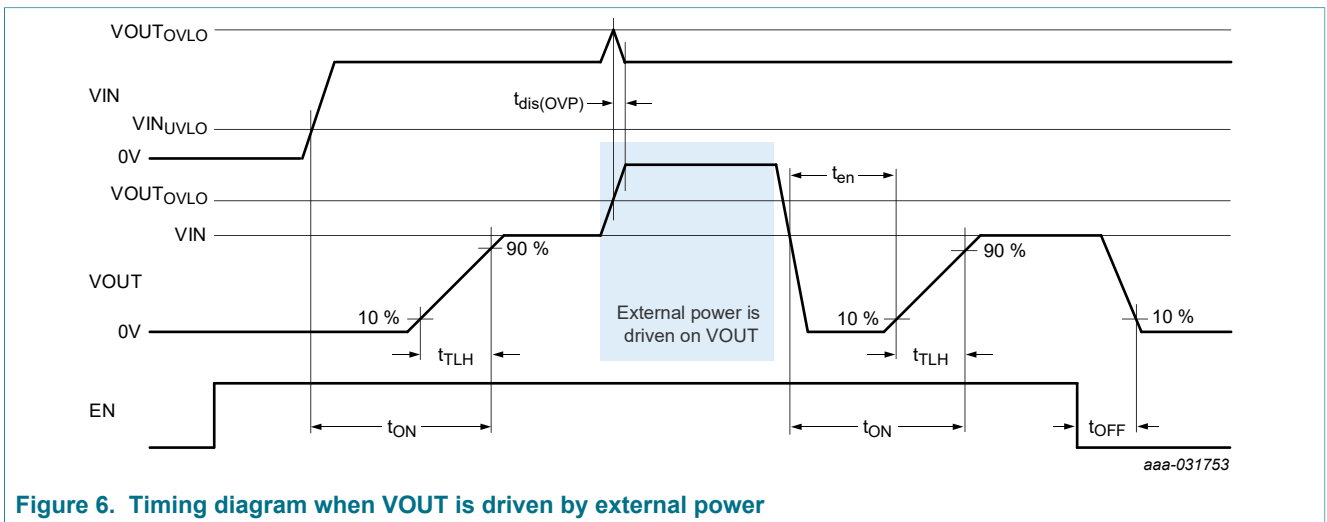 VOUTOVLO
VIN
tdis(OVP)
VINUVLO
0V
VOUTOVLO
ten
VIN
90 %
90 %
VOUT
External power is
driven on VOUT
10 %
10 %
10 %
0V
tTLH
tTLH
EN
tON
tON
tOFF
aaa-031753
Figure 6. Timing diagram when VOUT is driven by external power